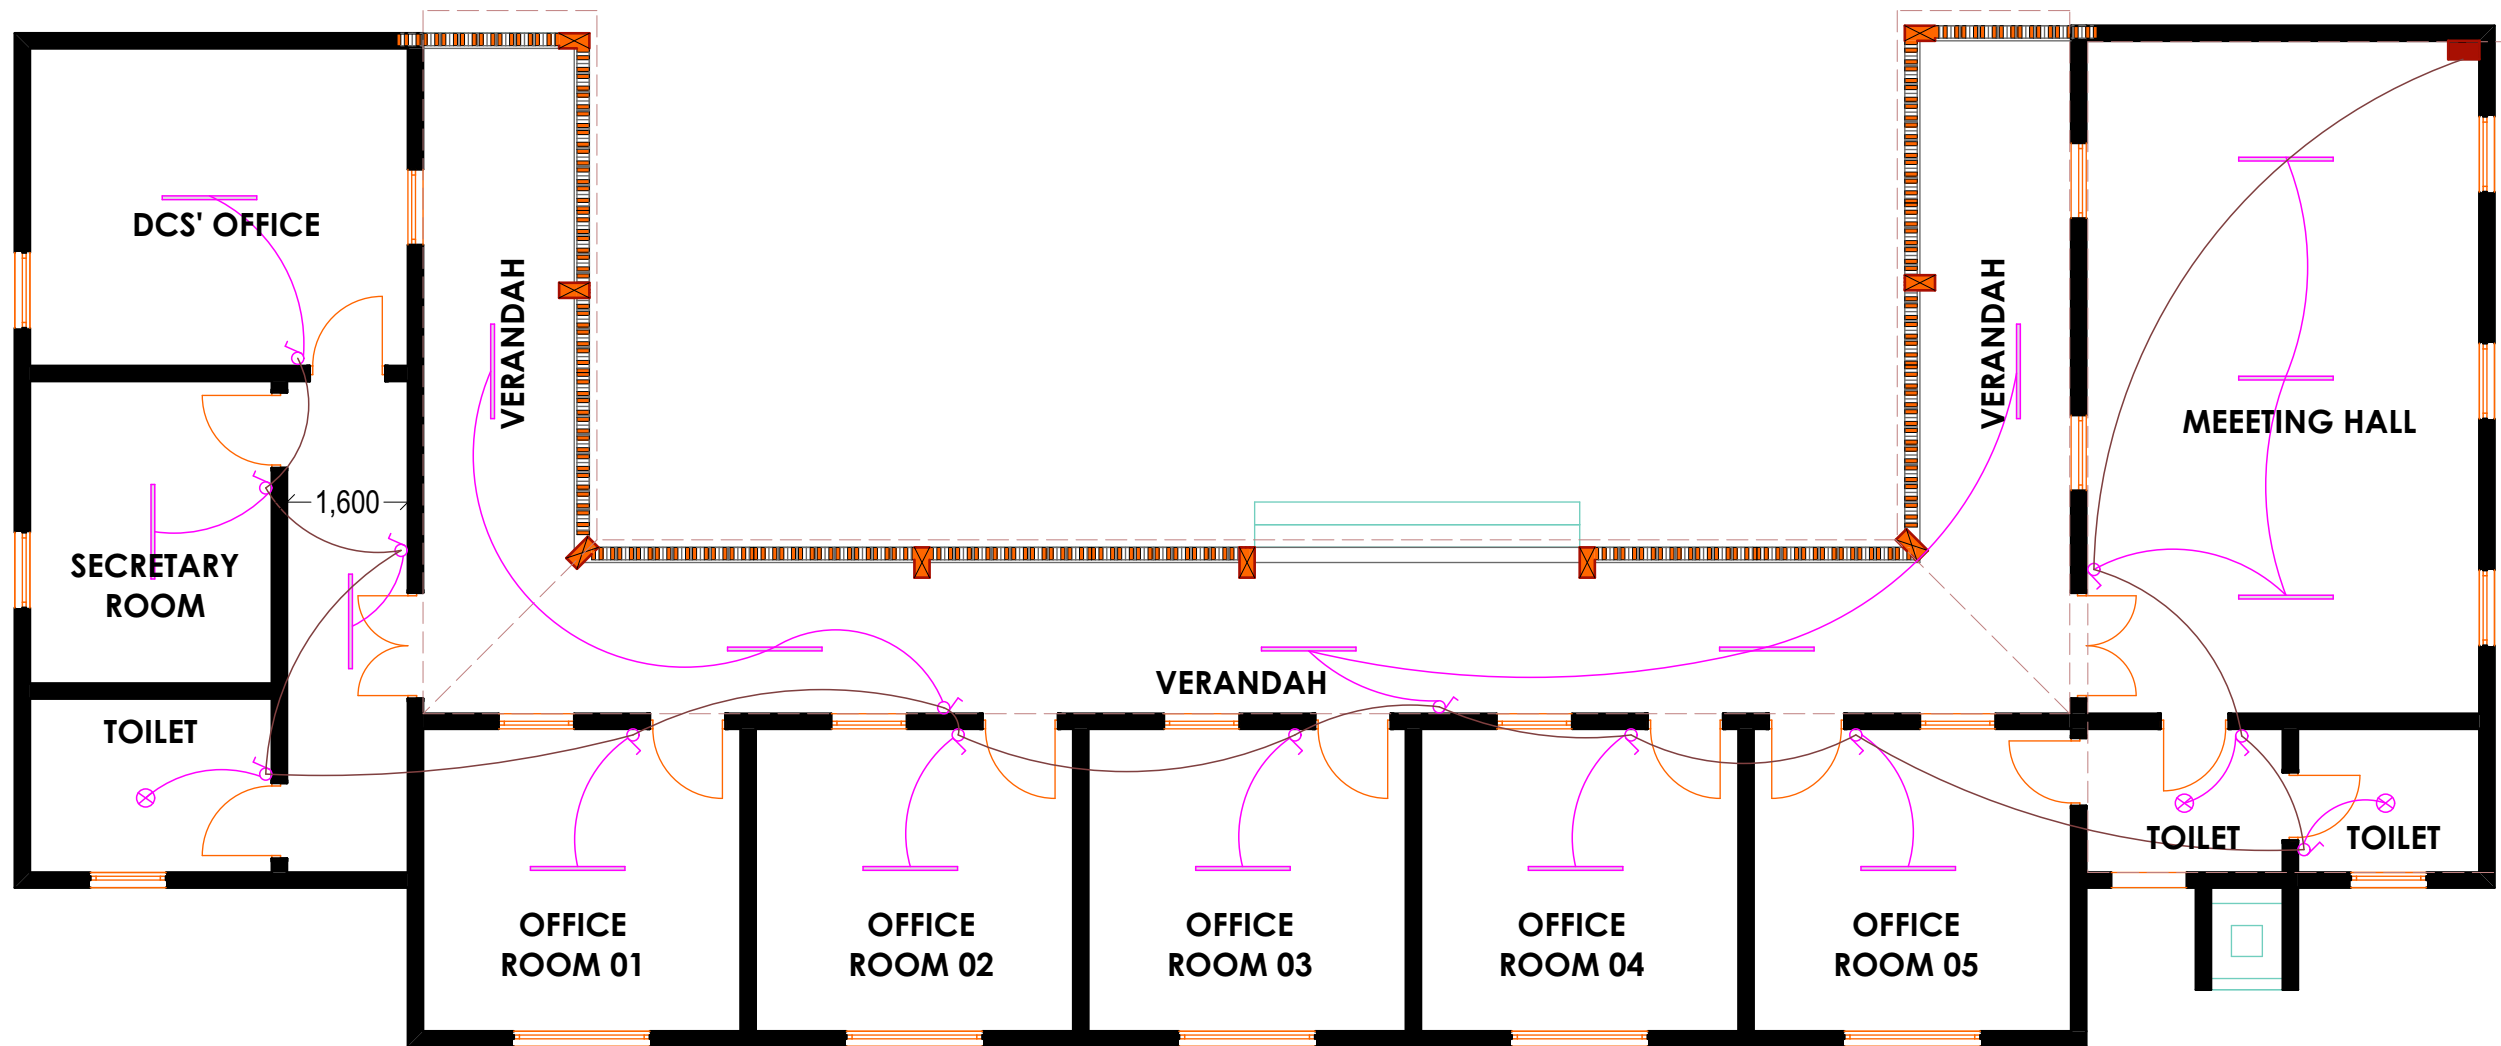 DCS' OFFICE
VERANDAH
VERANDAH
MEEETING HALL
1,600
SECRETARY
ROOM
VERANDAH
TOILET
TOILET
TOILET
OFFICE
ROOM 01
OFFICE
ROOM 02
OFFICE
ROOM 03
OFFICE
ROOM 04
OFFICE
ROOM 05